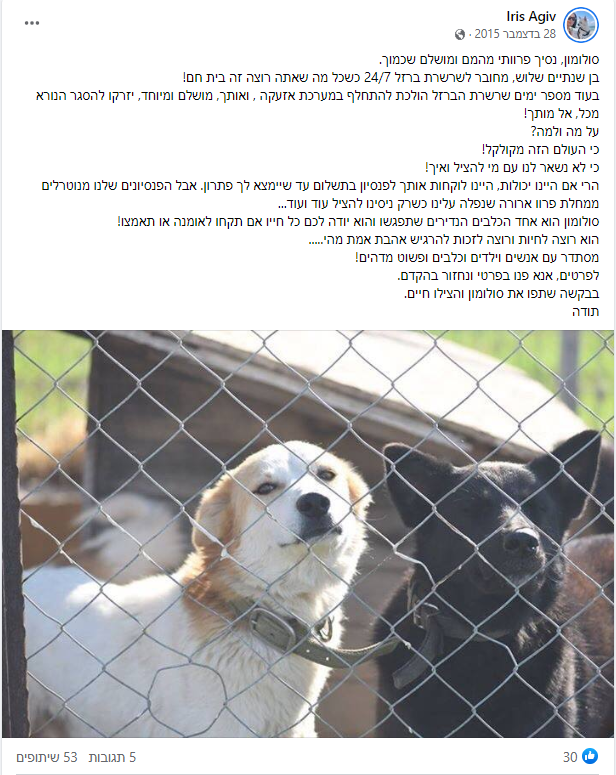 Iris Agiv
28 בדצמבר 2015
סולומון, נסיך פרוותי מהמם ומושלם שכמוך.
בן שנתיים שלוש, מחובר לשרשרת ברזל 24/7 כשכל מה שאתה רוצה זה בית חם!
בעוד מספר ימים שרשרת הברזל הולכת להתחלף במערכת אזעקה , ואותך, מושלם ומיוחד, יזרקו להסגר הנורא
מכל, אל מותך!
על מה ולמה?
כי העולם הזה מקולקל!
כי לא נשאר לנו עם מי להציל ואיך!
הרי אם היינו יכולות, היינו לוקחות אותך לפנסיון בתשלום עד שיימצא לך פתרון. אבל הפנסיונים שלנו מנוטרלים
ממחלת פרוו ארורה שנפלה עלינו כשרק ניסינו להציל עוד ועוד...
סולומון הוא אחד הכלבים הנדירים שתפגשו והוא יודה לכם כל חייו אם תקחו לאומנה או תאמצו!
הוא רוצה לחיות ורוצה לזכות להרגיש אהבת אמת מהי.....
מסתדר עם אנשים וילדים וכלבים ופשוט מדהים!
לפרטים, אנא פנו בפרטי ונחזור בהקדם.
בבקשה שתפו את סולומון והצילו חיים.
תודה
30
5 תגובות 53 שיתופים